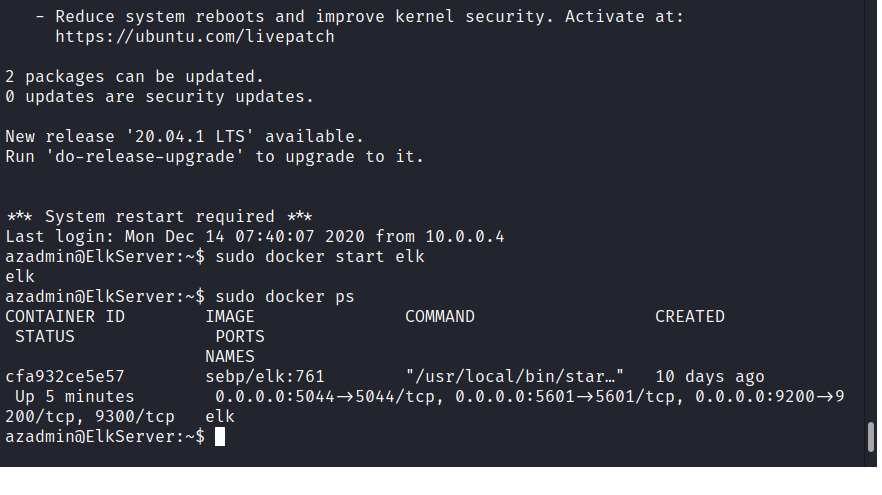 - Reduce system reboots and improve kernel security. Activate at:
https://ubuntu.com/livepatch
2 packages can be updated.
0 updates are security updates.
New release '20.04.1 LTS' available.
Run 'do-release-upgrade' to upgrade to it.
*** System restart required ***
Last login: Mon Dec 14 07:40:07 2020 from 10.0.0.4
azadmin@ElkServer:~$ sudo docker start elk
elk
azadmin@ElkServer:~$ sudo docker ps
CONTAINER ID        IMAGE               COMMAND                  CREATED
 STATUS              PORTS
                    NAMES
cfa932ce5e57        sebp/elk:761        "/usr/local/bin/star…"   10 days ago
 Up 5 minutes        0.0.0.0:5044->5044/tcp, 0.0.0.0:5601->5601/tcp, 0.0.0.0:9200->9
200/tcp, 9300/tcp   elk
azadmin@ElkServer:~$